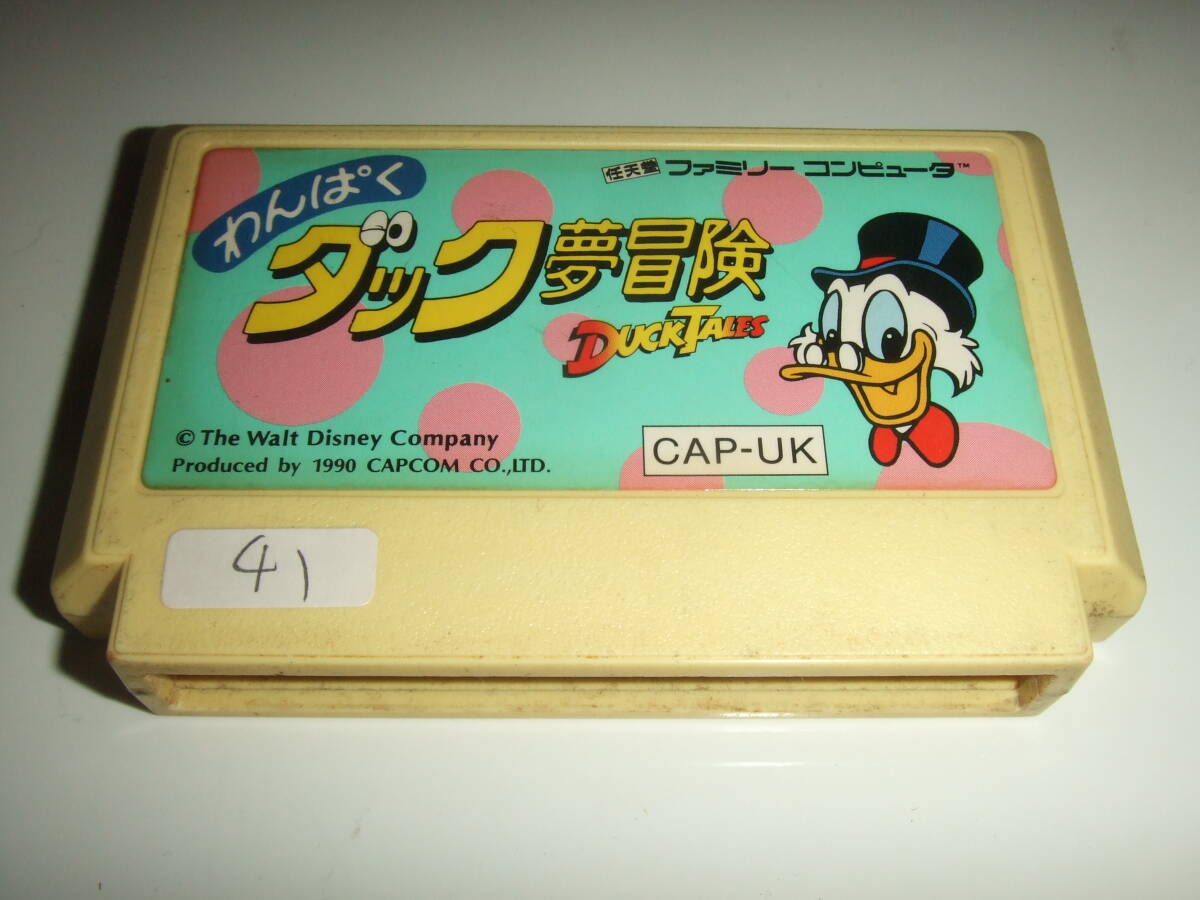 任天堂 ファミリー コンピュータ™
わんぱく
ダック夢冒険
DUCKTALES
© The Walt Disney Company
Produced by 1990 CAPCOM CO.,LTD.
CAP-UK
41